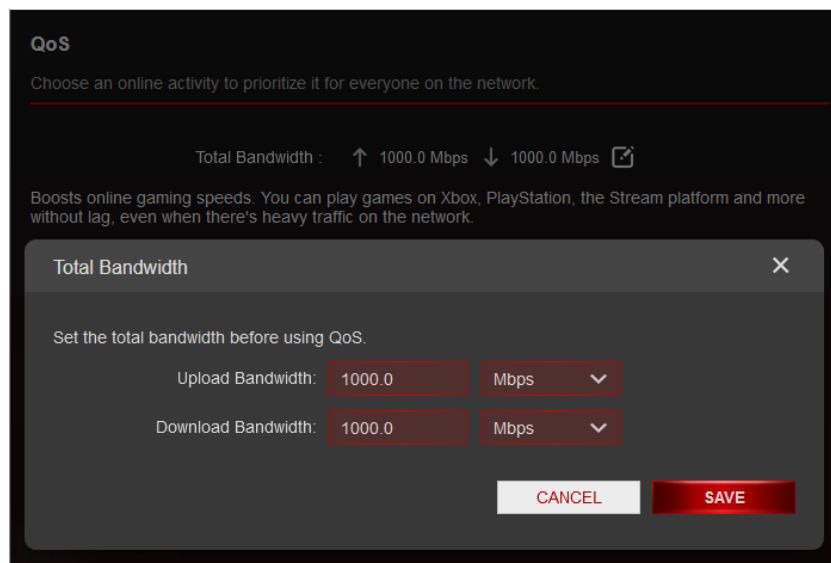 QoS
Choose an online activity to prioritize it for everyone on the network.
Total Bandwidth : 1000.0 Mbps 1000.0 Mbps
Boosts online gaming speeds. You can play games on Xbox, PlayStation, the Stream platform and more
without lag, even when there's heavy traffic on the network.
Total Bandwidth
Set the total bandwidth before using QoS.
Upload Bandwidth: 1000.0 Mbps
Download Bandwidth: 1000.0 Mbps
CANCEL SAVE